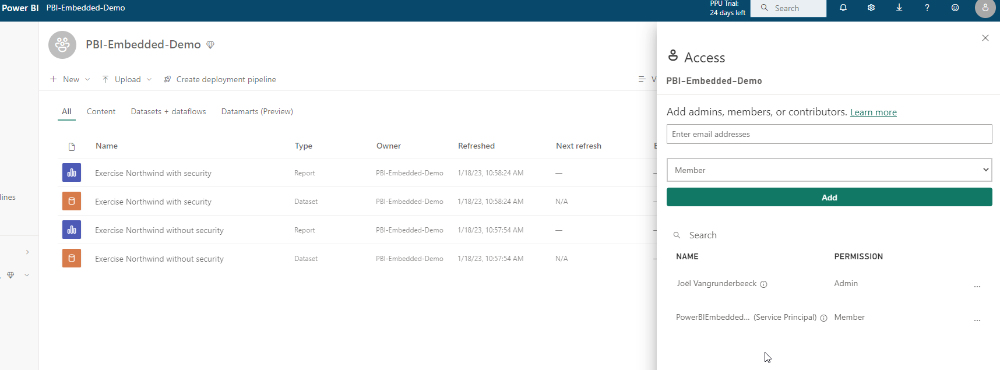 Power BI PBI-Embedded-Demo
PPU Trial:
24 days left
Search
PBI-Embedded-Demo
New Upload Create deployment pipeline
All Content Datasets + dataflows Datamarts (Preview)
Name Type Owner Refreshed Next refresh
Exercise Northwind with security Report PBI-Embedded-Demo 1/18/23, 10:58:24 AM —
Exercise Northwind with security Dataset PBI-Embedded-Demo 1/18/23, 10:58:24 AM N/A
Exercise Northwind without security Report PBI-Embedded-Demo 1/18/23, 10:57:54 AM —
Exercise Northwind without security Dataset PBI-Embedded-Demo 1/18/23, 10:57:54 AM N/A
lines
Access
PBI-Embedded-Demo
Add admins, members, or contributors. Learn more
Enter email addresses
Member
Add
Search
NAME PERMISSION
Joël Vangrunderbeeck Admin ...
PowerBIEmbedded... (Service Principal) Member ...